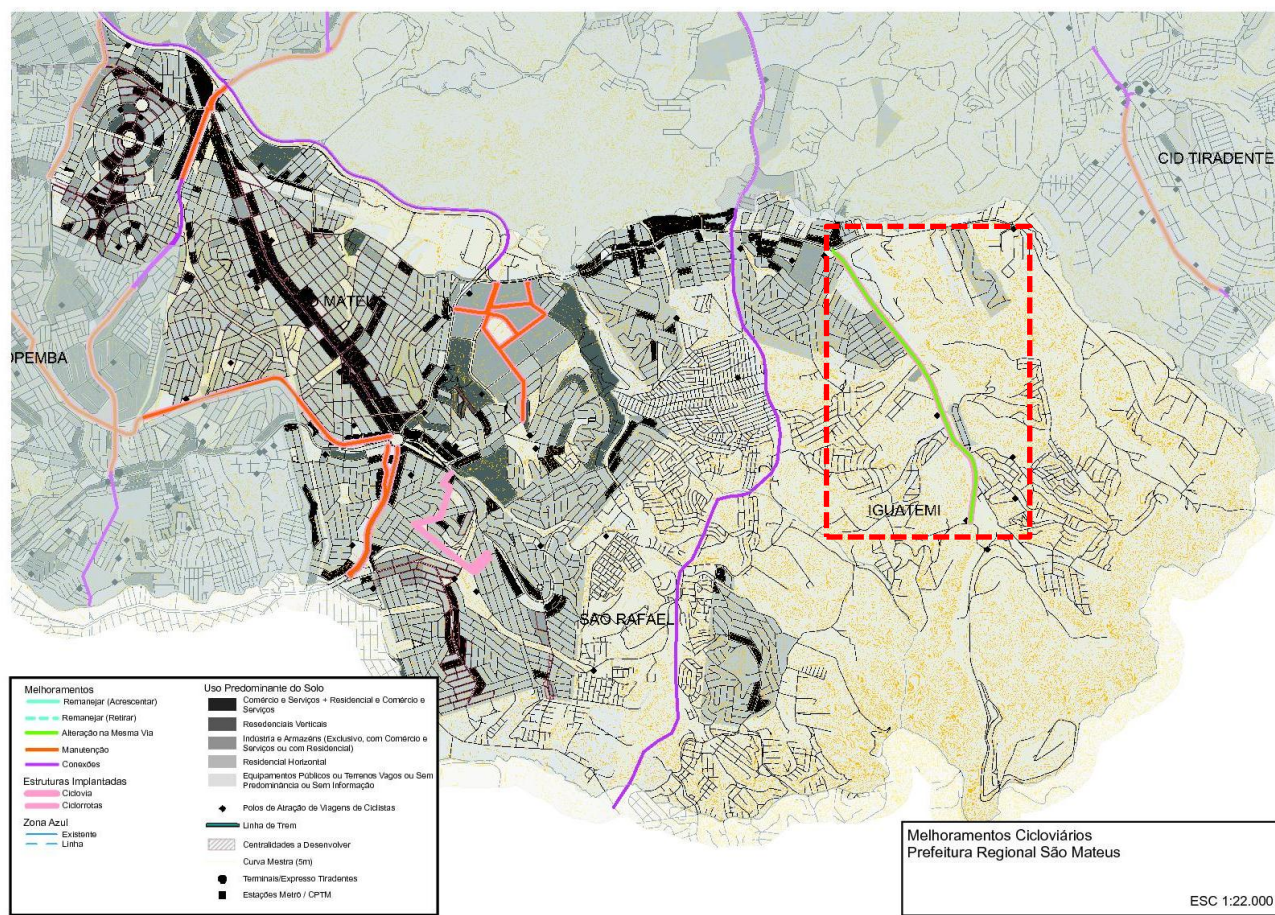 CID TIRADENTE
O MATEUS
OPEMBA
IGUATEMI
SAO RAFAEL
Melhoramentos
Remanejar (Acrescentar)
Remanejar (Retirar)
Alteração na Mesma Via
Manutenção
Conexões
Estruturas Implantadas
Ciclovia
Ciclorrotas
Zona Azul
Existente
Linha
Uso Predominante do Solo
Comércio e Serviços + Residencial e Comércio e
Serviços
Resedenciais Verticais
Indústria e Armazéns (Exclusivo, com Comércio e
Serviços ou com Residencial)
Residencial Horizontal
Equipamentos Públicos ou Terrenos Vagos ou Sem
Predominância ou Sem Informação
Polos de Atração de Viagens de Ciclistas
Linha de Trem
Centralidades a Desenvolver
Curva Mestra (5m)
Terminais/Expresso Tiradentes
Estações Metrô / CPTM
Melhoramentos Cicloviários
Prefeitura Regional São Mateus
ESC 1:22.000